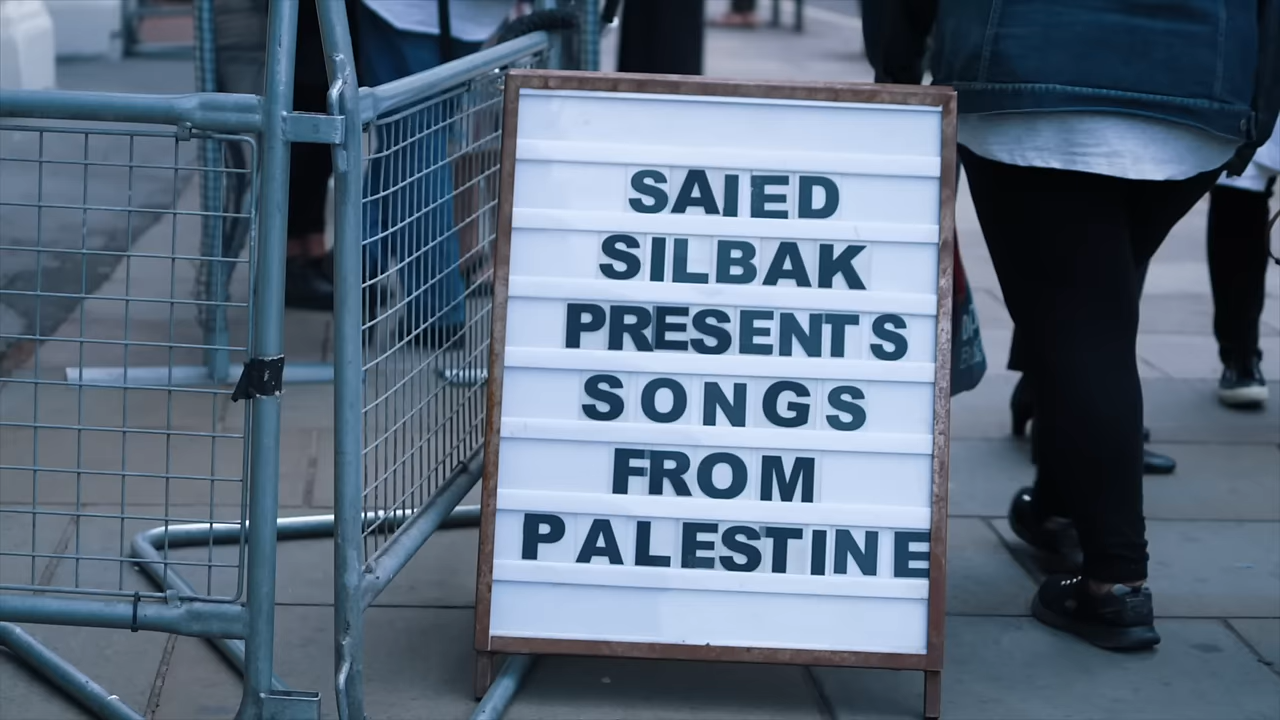 SAIED
SILBAK
PRESENTS
SONGS
FROM
PALESTINE